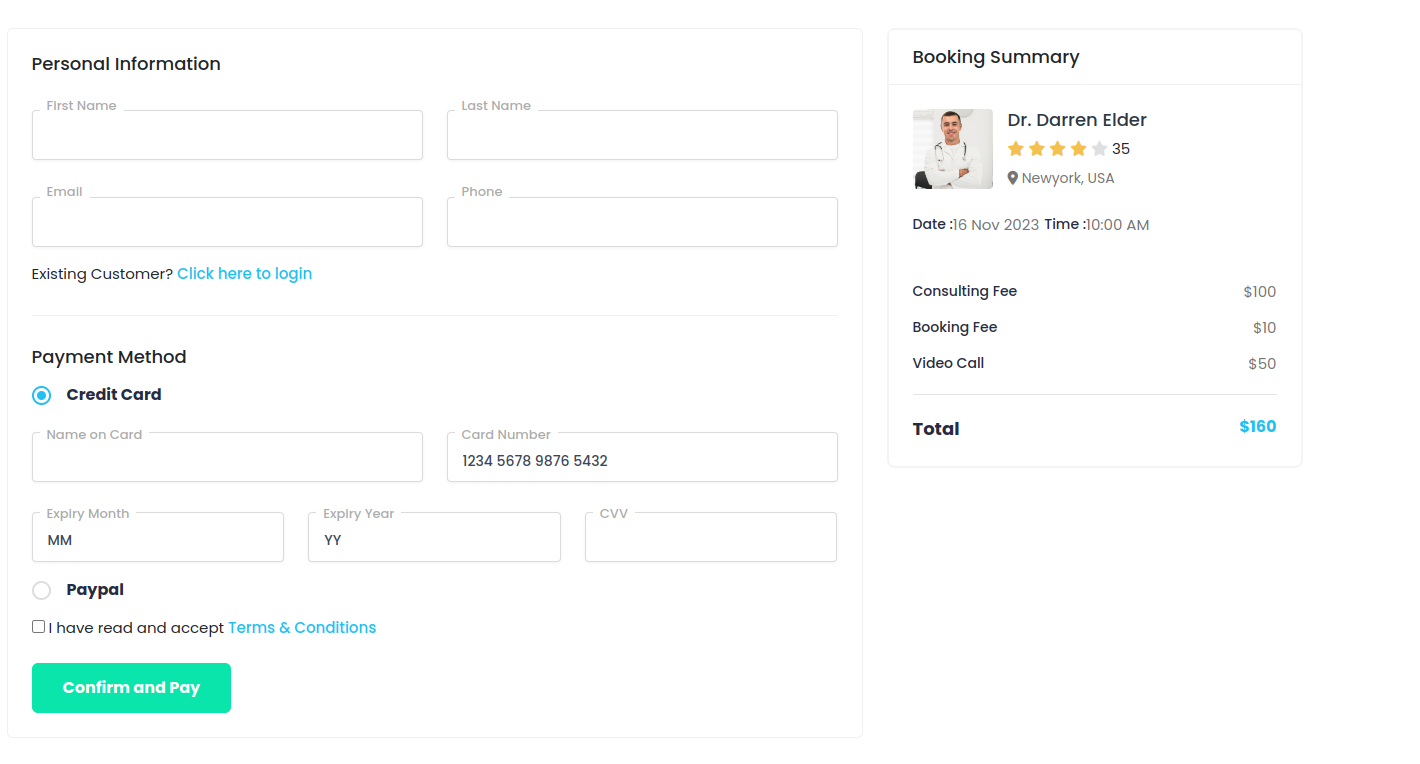 Personal Information
First Name
Last Name
Email
Phone
Existing Customer? Click here to login
Payment Method
Credit Card
Name on Card
Card Number
1234 5678 9876 5432
Expiry Month
Expiry Year
CVV
MM
YY
Paypal
I have read and accept Terms & Conditions
Confirm and Pay
Booking Summary
Dr. Darren Elder
35
Newyork, USA
Date :16 Nov 2023 Time :10:00 AM
Consulting Fee $100
Booking Fee $10
Video Call $50
Total $160